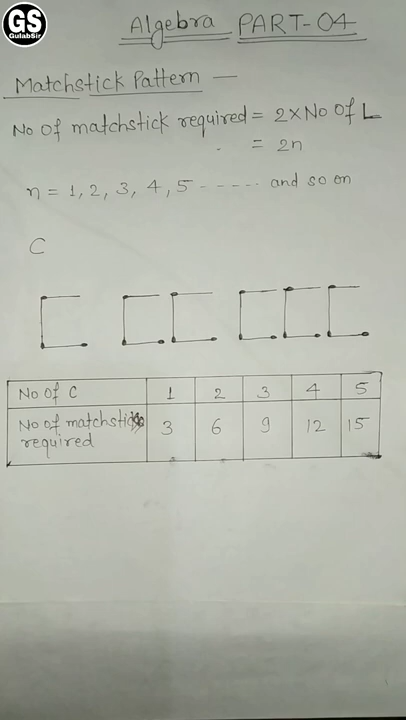 GS
GulabSir
Algebra PART-04
Matchstick Pattern —
No of matchstick required = 2×No of L
= 2n
n = 1, 2, 3, 4, 5 ----- and so on
C
No of C 1 2 3 4 5
No of matchsticks required 3 6 9 12 15